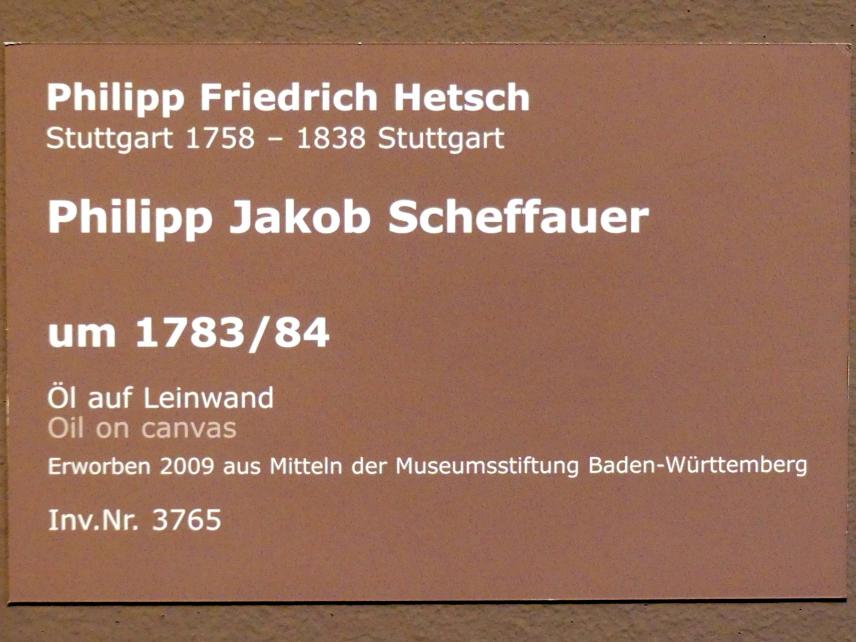 Philipp Friedrich Hetsch
Stuttgart 1758 – 1838 Stuttgart
Philipp Jakob Scheffauer
um 1783/84
Öl auf Leinwand
Oil on canvas
Erworben 2009 aus Mitteln der Museumsstiftung Baden-Württemberg
Inv.Nr. 3765